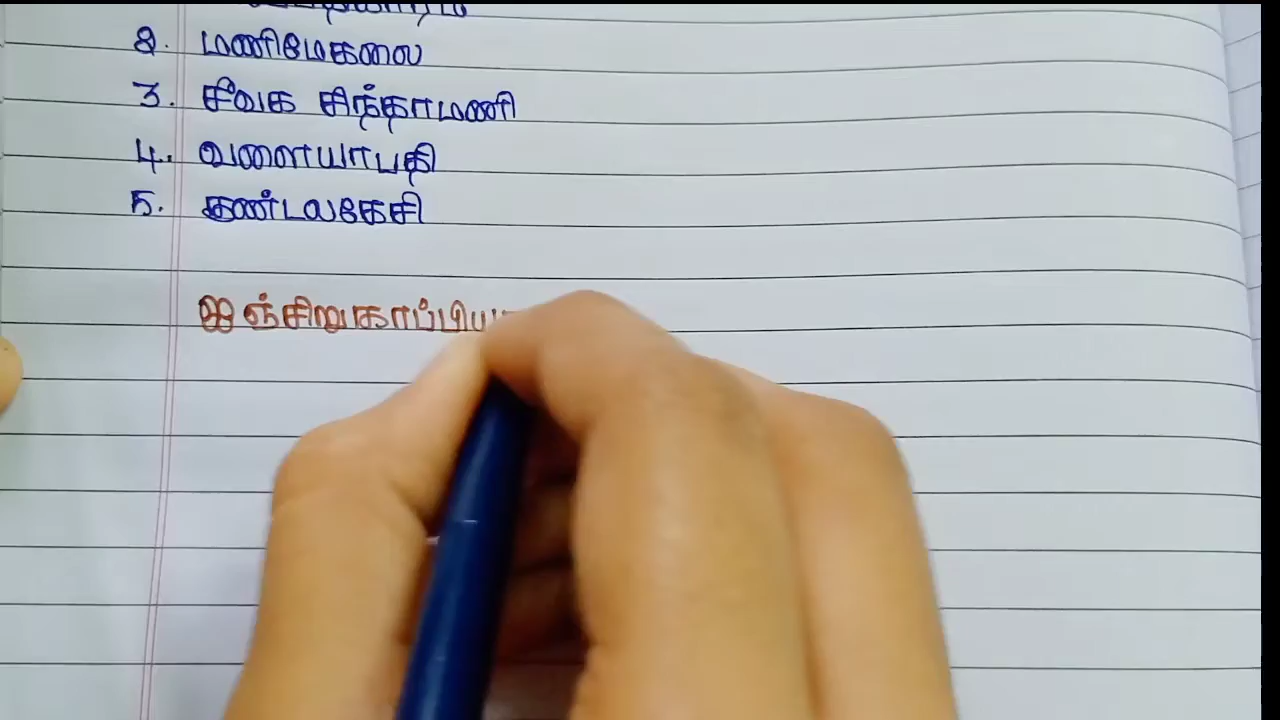 2. மணிமேகலை
3. சீவக சிந்தாமணி
4. வளையாபதி
5. குண்டலகேசி
ஐஞ்சிறுகாப்பிய